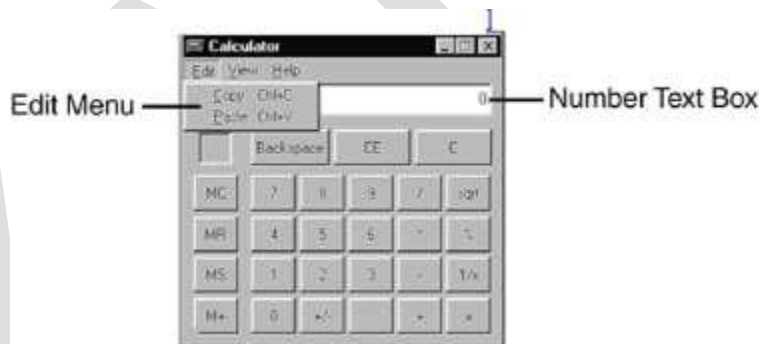 Calculator
Edit View Help
Edit Menu
Copy Ctrl+C
0
Number Text Box
Paste Ctrl+V
Backspace CE C
MC 7 8 9 / sqrt
MR 4 5 6 * %
MS 1 2 3 - 1/x
M+ 0 +/- + =